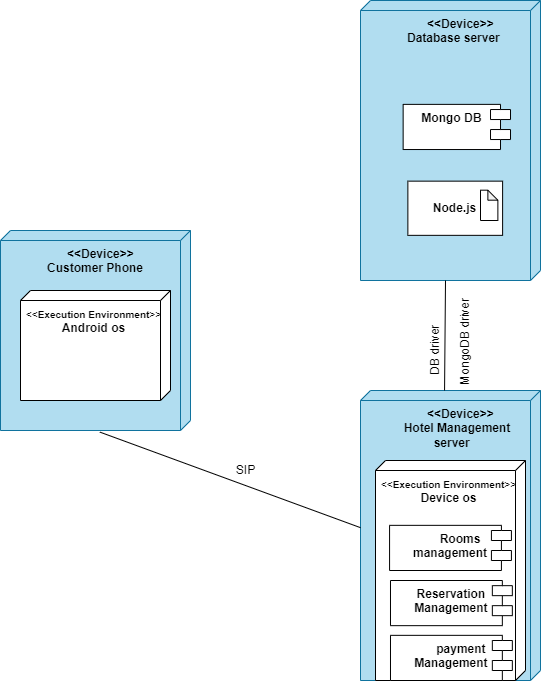 <<Device>>
Database server
Mongo DB
Node.js
<<Device>>
Customer Phone
<<Execution Environment>>
Android os
DB driver
MongoDB driver
SIP
<<Device>>
Hotel Management
server
<<Execution Environment>>
Device os
Rooms
management
Reservation
Management
payment
Management